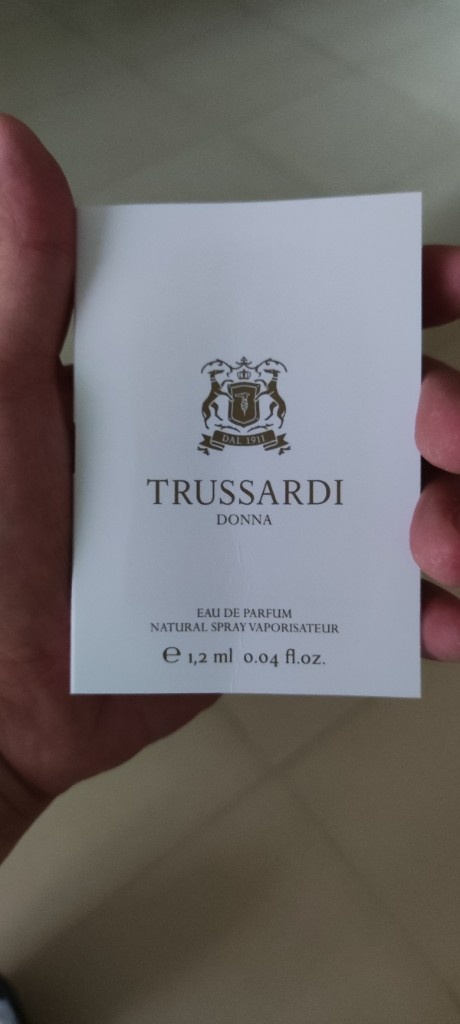 DAL 1911
TRUSSARDI
DONNA
EAU DE PARFUM
NATURAL SPRAY VAPORISATEUR
℮ 1,2 ml 0.04 fl.oz.